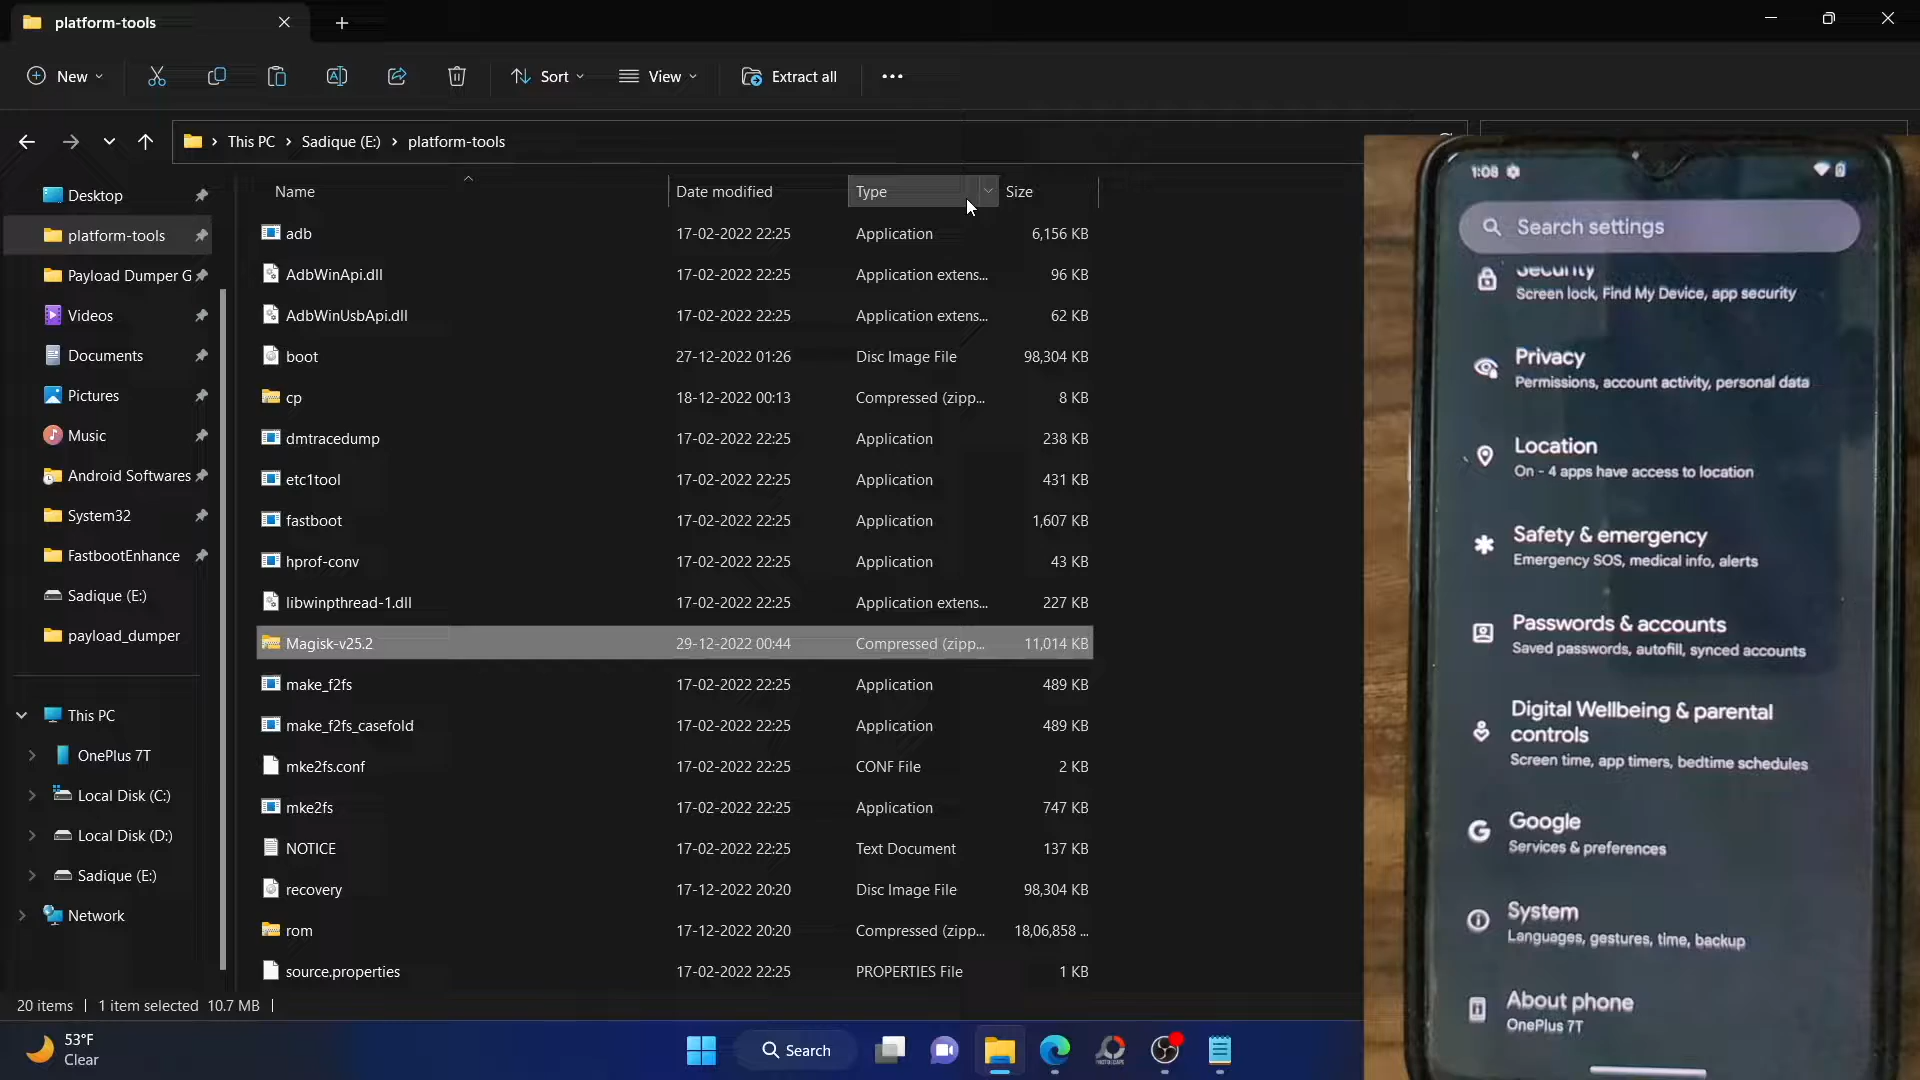 platform-tools
New
Sort
View
Extract all
This PC
Sadique (E:)
platform-tools
Desktop
platform-tools
Payload Dumper G
Videos
Documents
Pictures
Music
Android Softwares
System32
FastbootEnhance
Sadique (E:)
payload_dumper
This PC
OnePlus 7T
Local Disk (C:)
Local Disk (D:)
Sadique (E:)
Network
Name Date modified Type Size
adb 17-02-2022 22:25 Application 6,156 KB
AdbWinApi.dll 17-02-2022 22:25 Application extens... 96 KB
AdbWinUsbApi.dll 17-02-2022 22:25 Application extens... 62 KB
boot 27-12-2022 01:26 Disc Image File 98,304 KB
cp 18-12-2022 00:13 Compressed (zipp... 8 KB
dmtracedump 17-02-2022 22:25 Application 238 KB
etc1tool 17-02-2022 22:25 Application 431 KB
fastboot 17-02-2022 22:25 Application 1,607 KB
hprof-conv 17-02-2022 22:25 Application 43 KB
libwinpthread-1.dll 17-02-2022 22:25 Application extens... 227 KB
Magisk-v25.2 29-12-2022 00:44 Compressed (zipp... 11,014 KB
make_f2fs 17-02-2022 22:25 Application 489 KB
make_f2fs_casefold 17-02-2022 22:25 Application 489 KB
mke2fs.conf 17-02-2022 22:25 CONF File 2 KB
mke2fs 17-02-2022 22:25 Application 747 KB
NOTICE 17-02-2022 22:25 Text Document 137 KB
recovery 17-12-2022 20:20 Disc Image File 98,304 KB
rom 17-12-2022 20:20 Compressed (zipp... 18,06,858 ...
source.properties 17-02-2022 22:25 PROPERTIES File 1 KB
20 items 1 item selected 10.7 MB
53°F
Clear
Search
1:08
Search settings
Security
Screen lock, Find My Device, app security
Privacy
Permissions, account activity, personal data
Location
On - 4 apps have access to location
Safety & emergency
Emergency SOS, medical info, alerts
Passwords & accounts
Saved passwords, autofill, synced accounts
Digital Wellbeing & parental
controls
Screen time, app timers, bedtime schedules
Google
Services & preferences
System
Languages, gestures, time, backup
About phone
OnePlus 7T